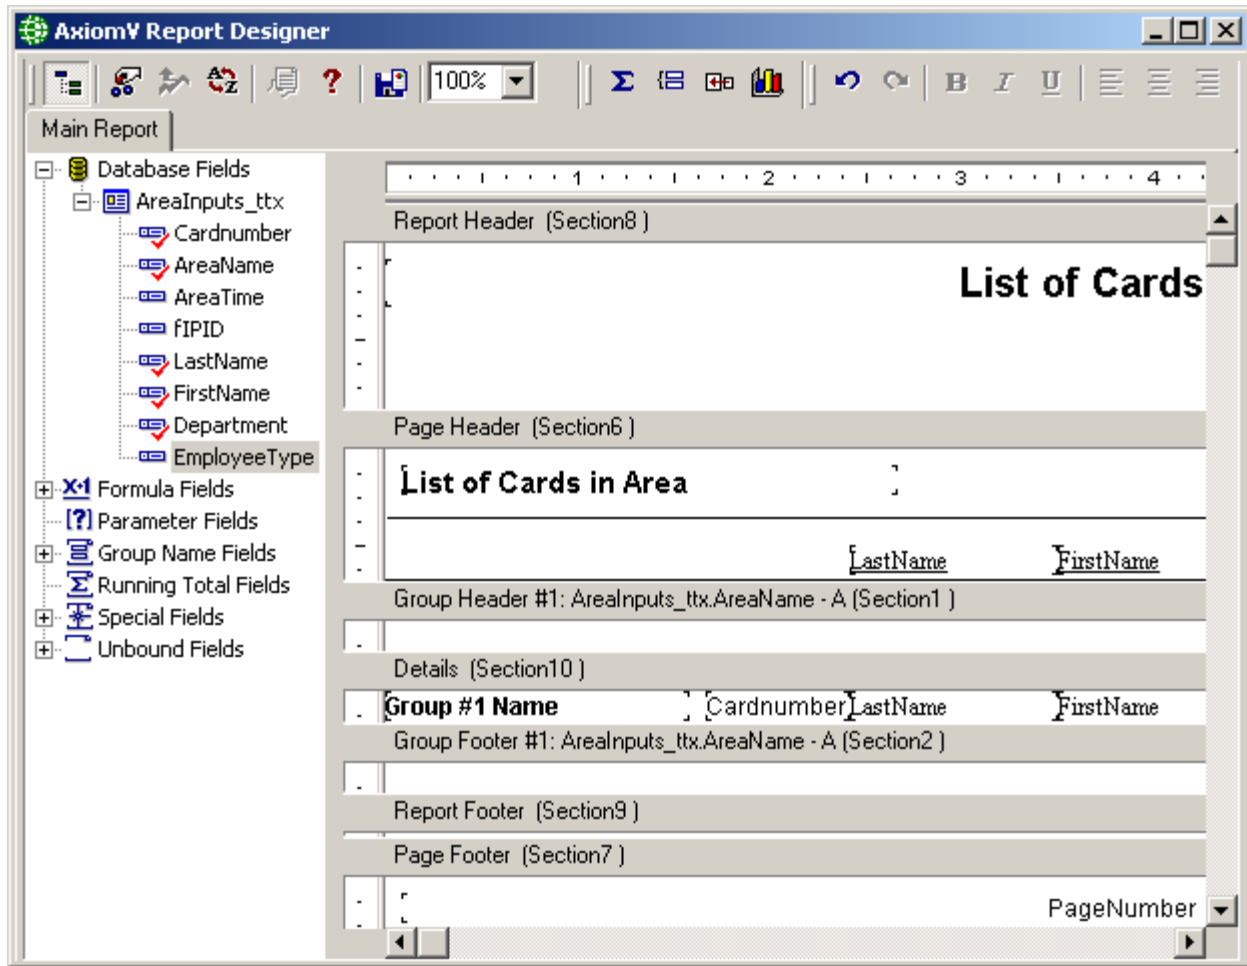 AxiomV Report Designer
100%
B I U
Main Report
Database Fields
AreaInputs_ttx
Cardnumber
AreaName
AreaTime
fIPID
LastName
FirstName
Department
EmployeeType
Formula Fields
Parameter Fields
Group Name Fields
Running Total Fields
Special Fields
Unbound Fields
1 2 3 4
Report Header (Section8 )
List of Cards
Page Header (Section6 )
List of Cards in Area
LastName FirstName
Group Header #1: AreaInputs_ttx.AreaName - A (Section1 )
Details (Section10 )
Group #1 Name Cardnumber LastName FirstName
Group Footer #1: AreaInputs_ttx.AreaName - A (Section2 )
Report Footer (Section9 )
Page Footer (Section7 )
PageNumber